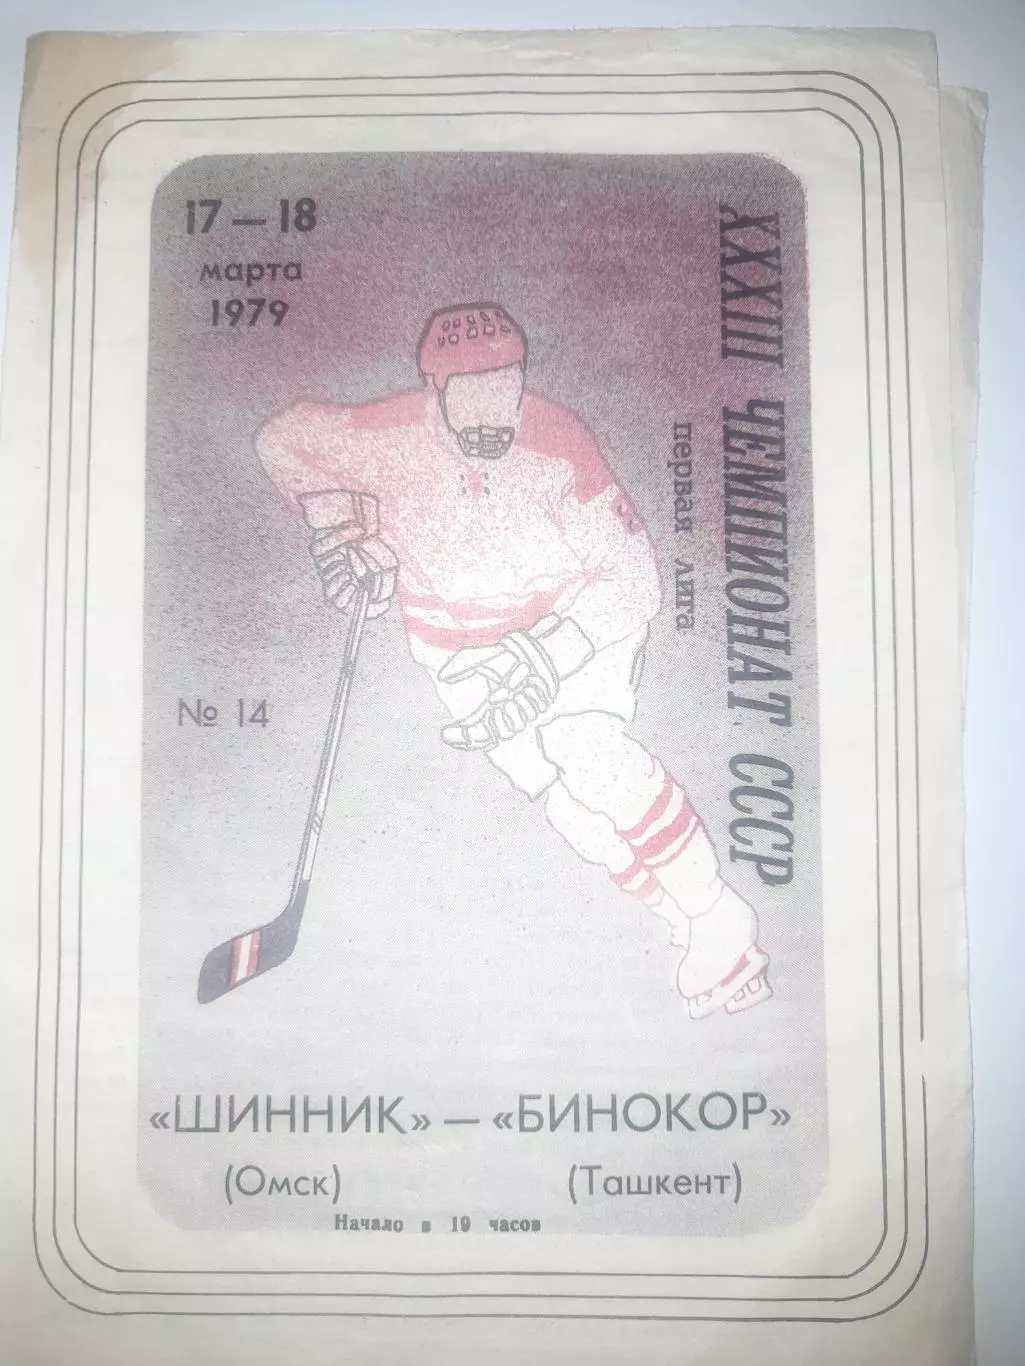 17 — 18
марта
1979
XXXIII ЧЕМПИОНАТ СССР
первая лига
№ 14
«ШИННИК» — «БИНОКОР»
(Омск) (Ташкент)
Начало в 19 часов